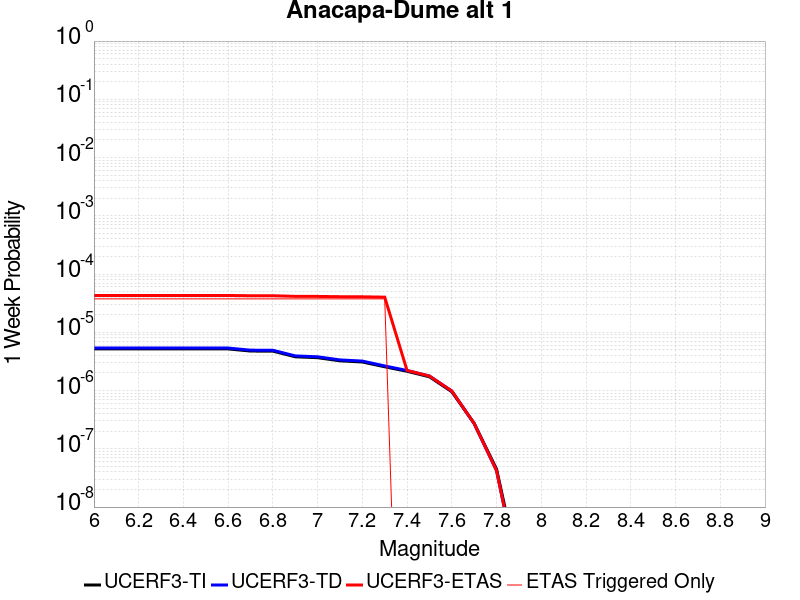 Anacapa-Dume alt 1
10^0
10^-1
10^-2
10^-3
10^-4
10^-5
10^-6
10^-7
10^-8
1 Week Probability
6 6.2 6.4 6.6 6.8 7 7.2 7.4 7.6 7.8 8 8.2 8.4 8.6 8.8 9
Magnitude
UCERF3-TI UCERF3-TD UCERF3-ETAS ETAS Triggered Only